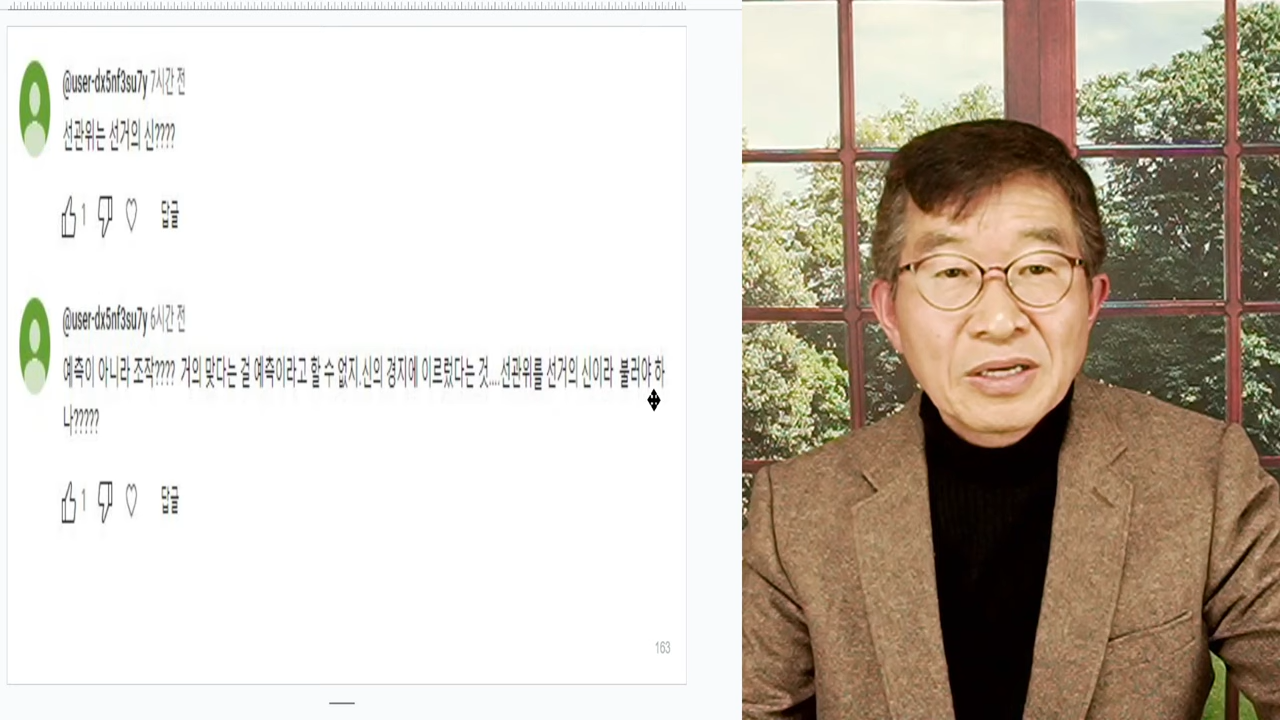 @user-dx5nf3su7y 7시간 전
선관위는 선거의 신????
1 답글
@user-dx5nf3su7y 6시간 전
예측이 아니라 조작???? 거의 맞다는 걸 예측이라고 할 수 없지.신의 경지에 이르렀다는 것....선관위를 선거의 신이라 불러야 하
나?????
1 답글
163